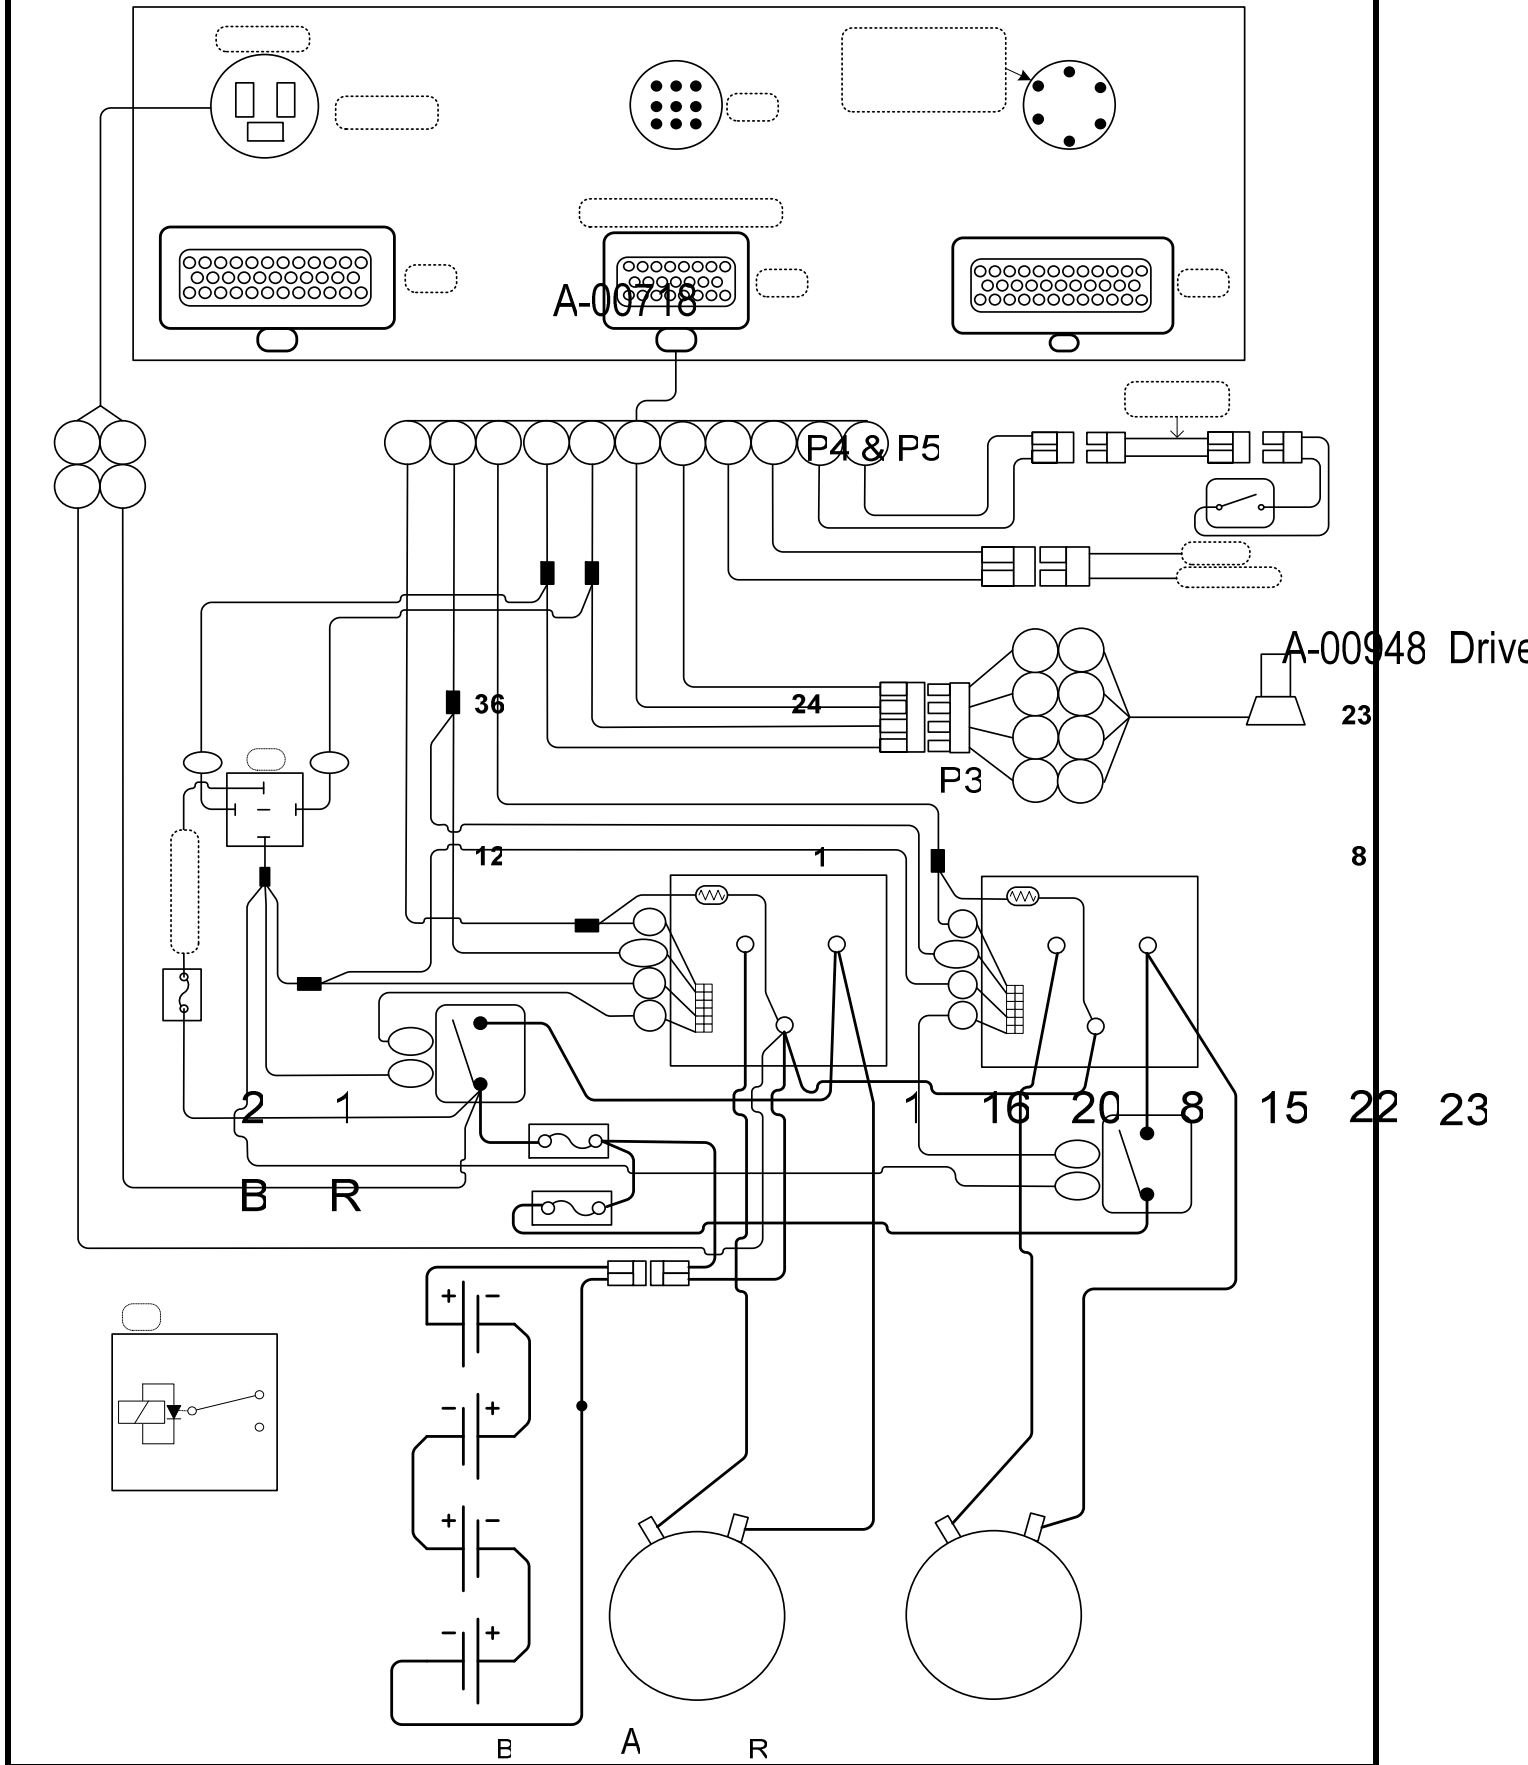 A-00718
P4 & P5
A-00948 Drive
36 24 23
P3
12 1 8
2 1 1 16 20 8 15 22 23
B R
+ −
− +
+ −
− +
B A R